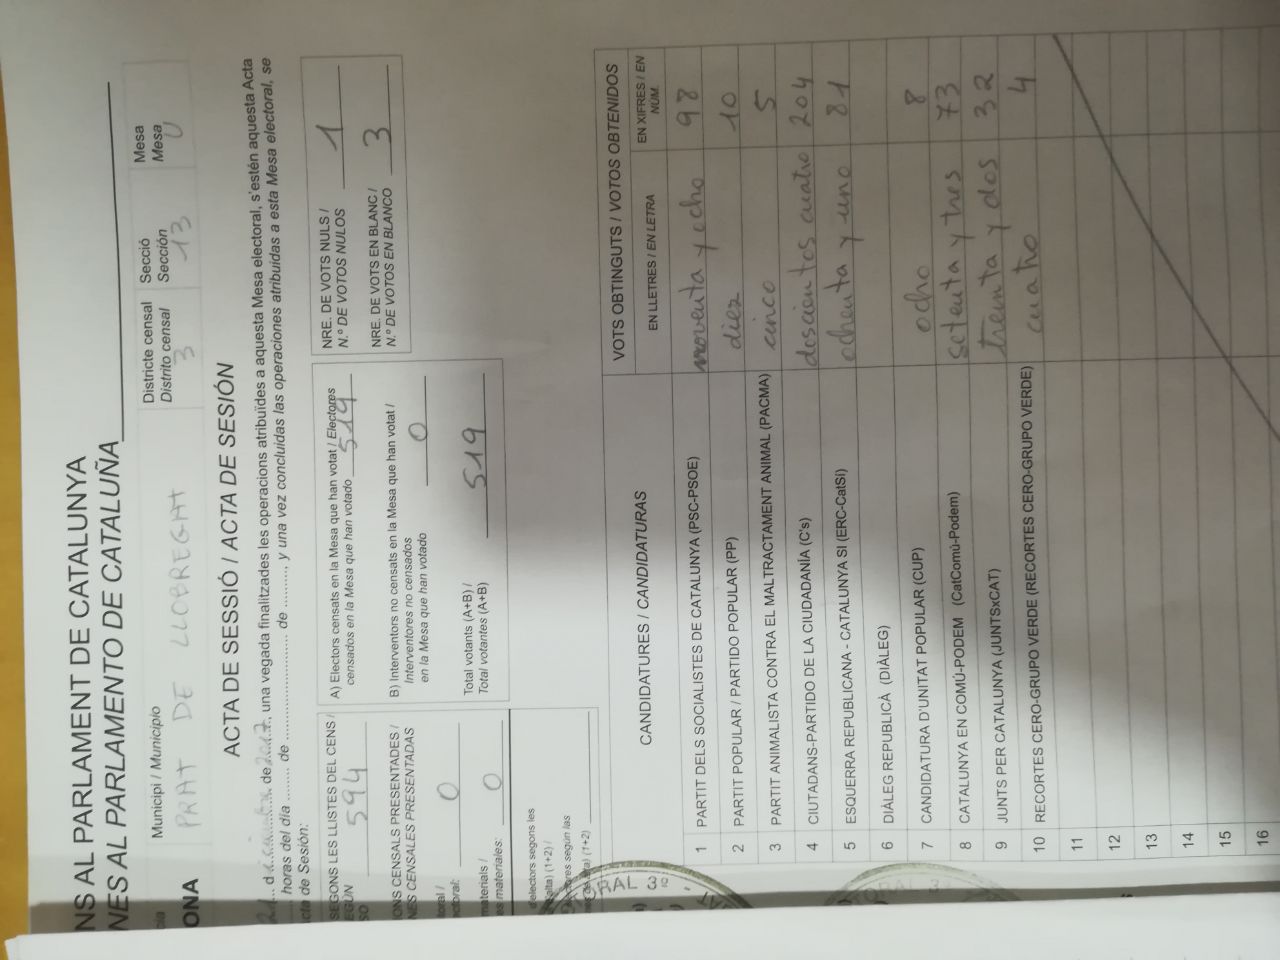 NS AL PARLAMENT DE CATALUNYA
NES AL PARLAMENTO DE CATALUÑA
ONA
Municipi / Municipio
PRAT DE LLOBREGAT
Districte censal
Distrito censal
3
Secció
Sección
13
Mesa
Mesa
U
ACTA DE SESSIÓ / ACTA DE SESIÓN
21 de 2017, una vegada finalitzades les operacions atribuïdes a aquesta Mesa electoral, s'estén aquesta Acta
horas del día ........ de ........................ de ........, y una vez concluidas las operaciones atribuidas a esta Mesa electoral, se
cta de Sesión:
SEGONS LES LLISTES DEL CENS /
EGÚN
SO
594
ONS CENSALS PRESENTADES /
NES CENSALES PRESENTADAS
toral /
ctoral:
0
materials /
es materiales:
0
d'electors segons les
alta) (1+2) /
ctores según las
alta) (1+2)
A) Electors censats en la Mesa que han votat / Electores
censados en la Mesa que han votado 519
B) Interventors no censats en la Mesa que han votat /
Interventores no censados
en la Mesa que han votado 0
Total votants (A+B) /
Total votantes (A+B) 519
NRE. DE VOTS NULS /
N.º DE VOTOS NULOS 1
NRE. DE VOTS EN BLANC /
N.º DE VOTOS EN BLANCO 3
CANDIDATURES / CANDIDATURAS
VOTS OBTINGUTS / VOTOS OBTENIDOS
EN LLETRES / EN LETRA
EN XIFRES / EN NÚM.
1 PARTIT DELS SOCIALISTES DE CATALUNYA (PSC-PSOE) noventa y ocho 98
2 PARTIT POPULAR / PARTIDO POPULAR (PP) diez 10
3 PARTIT ANIMALISTA CONTRA EL MALTRACTAMENT ANIMAL (PACMA) cinco 5
4 CIUTADANS-PARTIDO DE LA CIUDADANÍA (C's) doscientos cuatro 204
5 ESQUERRA REPUBLICANA - CATALUNYA SI (ERC-CatSí) ochenta y uno 81
6 DIÀLEG REPUBLICÀ (DIÀLEG)
7 CANDIDATURA D'UNITAT POPULAR (CUP) ocho 8
8 CATALUNYA EN COMÚ-PODEM (CatComú-Podem) setenta y tres 73
9 JUNTS PER CATALUNYA (JUNTSxCAT) treinta y dos 32
10 RECORTES CERO-GRUPO VERDE (RECORTES CERO-GRUPO VERDE) cuatro 4
11
12
13
14
15
16
ORAL 3